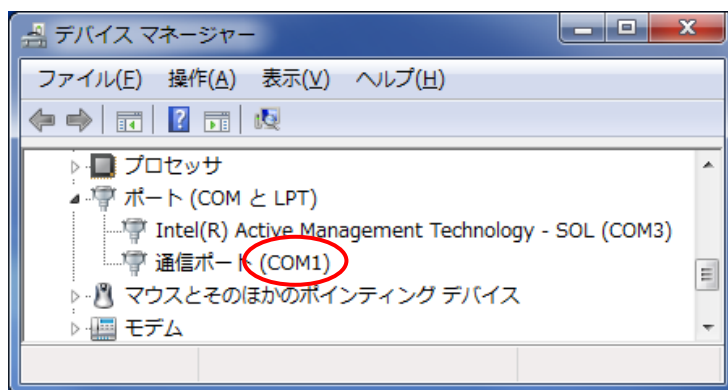 デバイス マネージャー
ファイル(F) 操作(A) 表示(V) ヘルプ(H)
プロセッサ
ポート (COM と LPT)
Intel(R) Active Management Technology - SOL (COM3)
通信ポート (COM1)
マウスとそのほかのポインティング デバイス
モデム